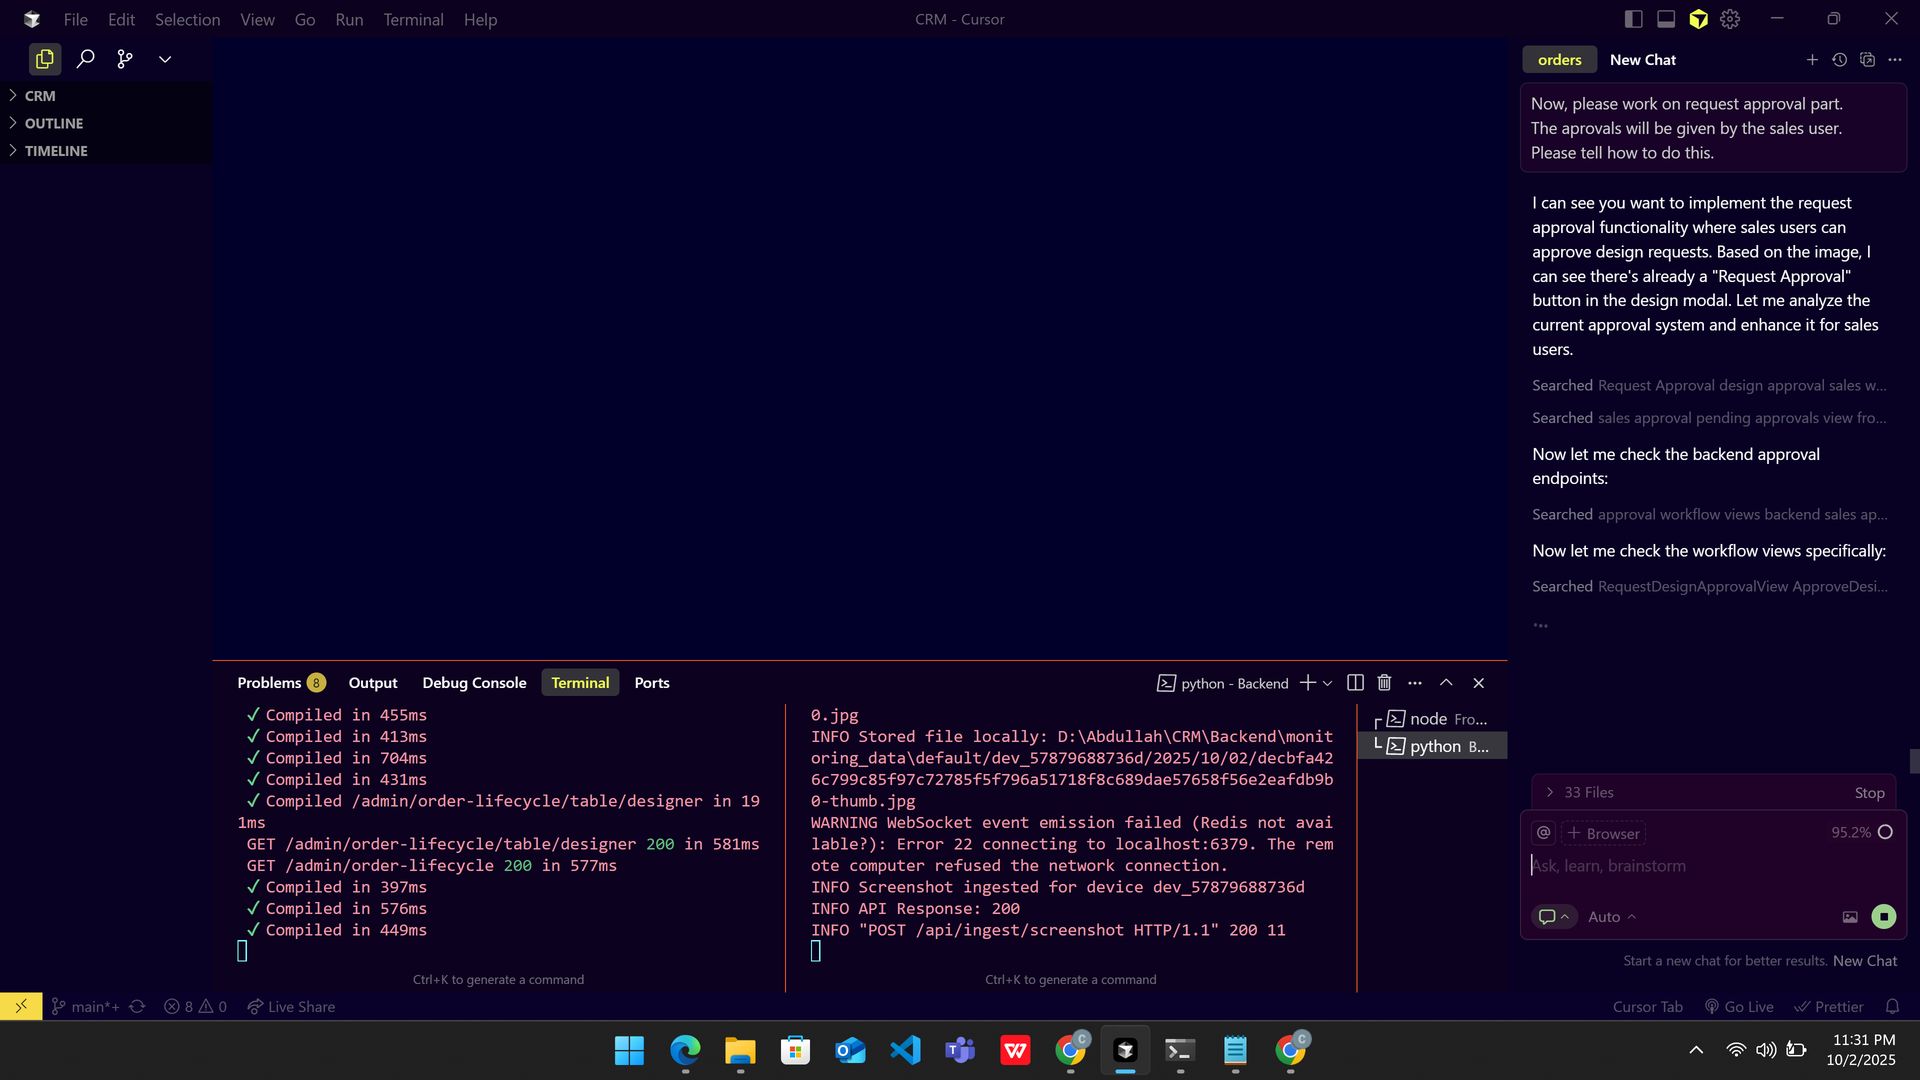 File Edit Selection View Go Run Terminal Help
CRM - Cursor
CRM
OUTLINE
TIMELINE
orders New Chat
Now, please work on request approval part.
The aprovals will be given by the sales user.
Please tell how to do this.
I can see you want to implement the request
approval functionality where sales users can
approve design requests. Based on the image, I
can see there's already a "Request Approval"
button in the design modal. Let me analyze the
current approval system and enhance it for sales
users.
Searched Request Approval design approval sales w...
Searched sales approval pending approvals view fro...
Now let me check the backend approval
endpoints:
Searched approval workflow views backend sales ap...
Now let me check the workflow views specifically:
Searched RequestDesignApprovalView ApproveDesi...
...
33 Files Stop
@ + Browser 95.2%
Ask, learn, brainstorm
Auto
Start a new chat for better results. New Chat
Problems 8 Output Debug Console Terminal Ports
python - Backend
✓ Compiled in 455ms
✓ Compiled in 413ms
✓ Compiled in 704ms
✓ Compiled in 431ms
✓ Compiled /admin/order-lifecycle/table/designer in 19
1ms
GET /admin/order-lifecycle/table/designer 200 in 581ms
GET /admin/order-lifecycle 200 in 577ms
✓ Compiled in 397ms
✓ Compiled in 576ms
✓ Compiled in 449ms
Ctrl+K to generate a command
0.jpg
INFO Stored file locally: D:\Abdullah\CRM\Backend\monit
oring_data\default/dev_57879688736d/2025/10/02/decbfa42
6c799c85f97c72785f5f796a51718f8c689dae57658f56e2eafdb9b
0-thumb.jpg
WARNING WebSocket event emission failed (Redis not avai
lable?): Error 22 connecting to localhost:6379. The rem
ote computer refused the network connection.
INFO Screenshot ingested for device dev_57879688736d
INFO API Response: 200
INFO "POST /api/ingest/screenshot HTTP/1.1" 200 11
Ctrl+K to generate a command
node Fro...
python B...
main*+ 8 0 Live Share
Cursor Tab Go Live Prettier
11:31 PM
10/2/2025